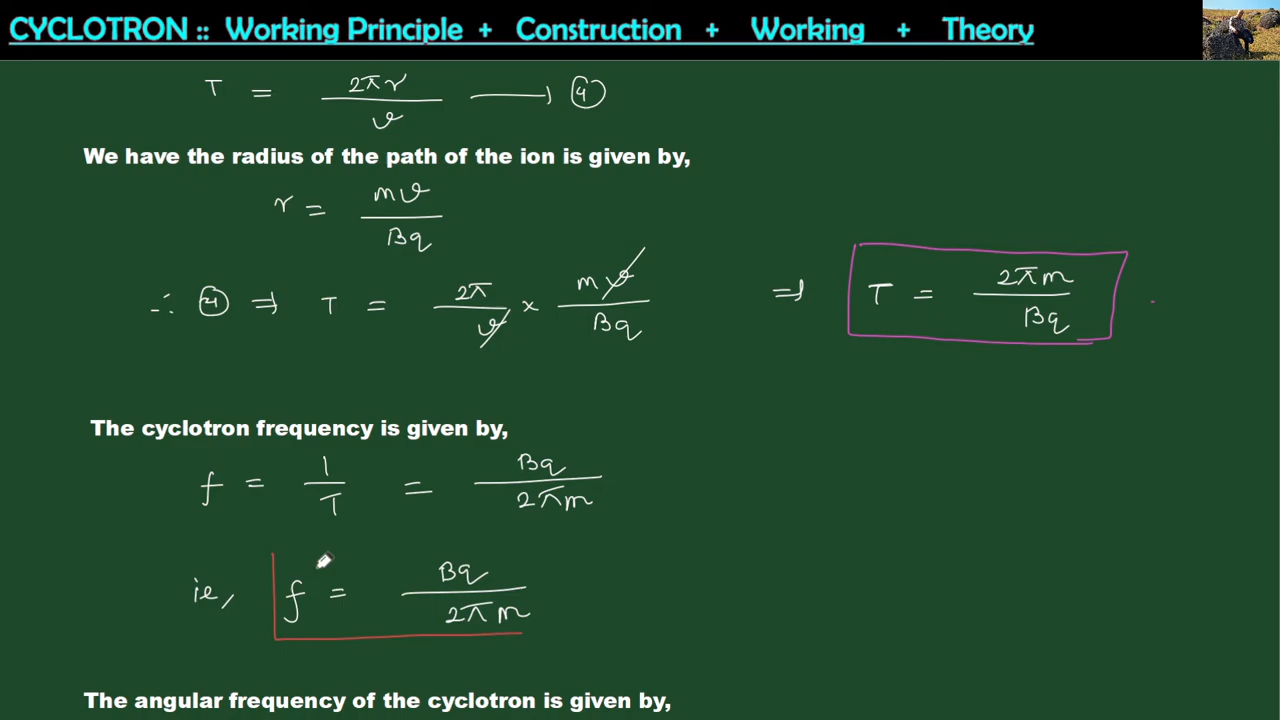 CYCLOTRON :: Working Principle + Construction + Working + Theory
T = 2πr / v ⟶ (4)
We have the radius of the path of the ion is given by,
r = mv / Bq
∴ (4) ⇒ T = 2π / v × mv / Bq ⇒ T = 2πm / Bq
The cyclotron frequency is given by,
f = 1 / T = Bq / 2πm
ie, f = Bq / 2πm
The angular frequency of the cyclotron is given by,